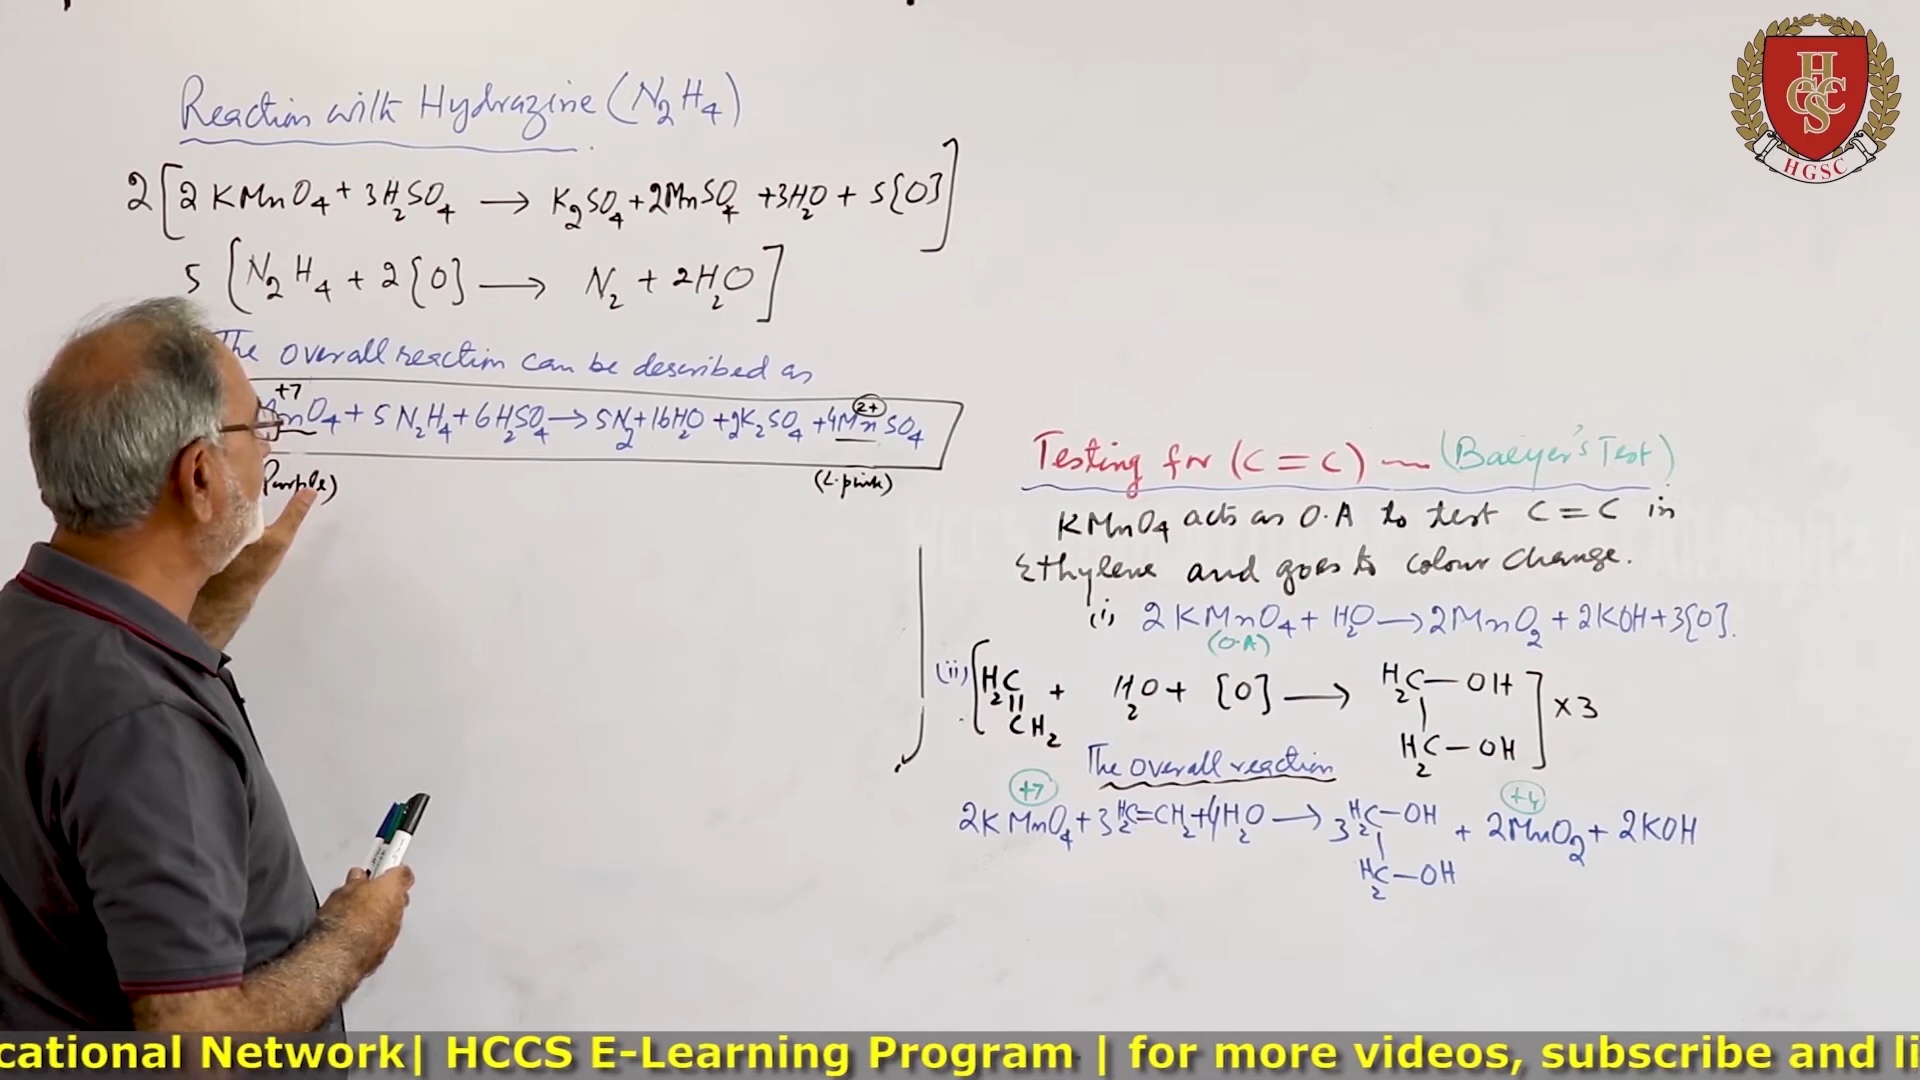 Reaction with Hydrazine (N₂H₄)
2[2KMnO₄ + 3H₂SO₄ → K₂SO₄ + 2MnSO₄ + 3H₂O + 5[O]]
5[N₂H₄ + 2[O] → N₂ + 2H₂O]
The overall reaction can be described as
+7
2+
nO₄ + 5N₂H₄ + 6H₂SO₄ → 5N₂ + 16H₂O + 2K₂SO₄ + 4MnSO₄
Purple)
(L.pink)
Testing for (C=C) — (Baeyer's Test)
KMnO₄ acts as O.A to test C=C in
Ethylene and goes to colour change.
(i) 2KMnO₄ + H₂O → 2MnO₂ + 2KOH + 3[O].
(O.A)
(ii) [H₂C=CH₂ + H₂O + [O] → H₂C—OH
H₂C—OH] × 3
The overall reaction
+7
+4
2KMnO₄ + 3H₂C=CH₂ + 4H₂O → 3H₂C—OH + 2MnO₂ + 2KOH
H₂C—OH
HCCS
HGSC
cational Network| HCCS E-Learning Program | for more videos, subscribe and li